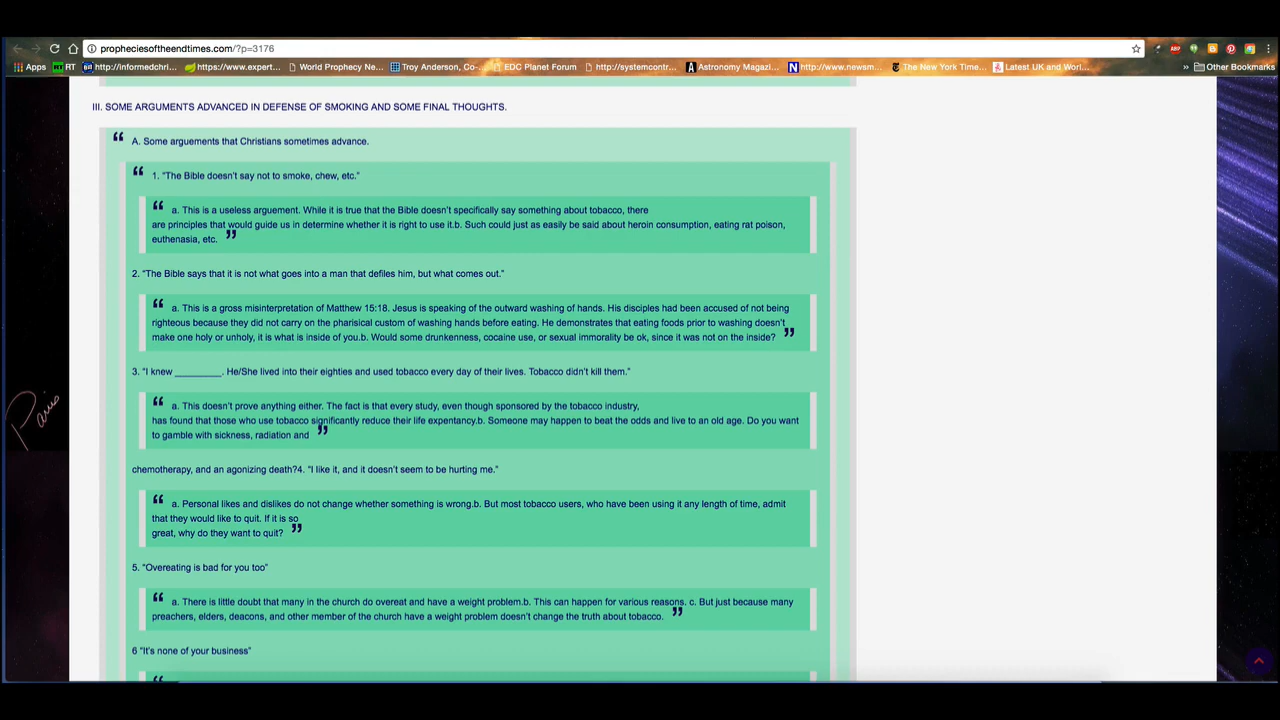 propheciesoftheendtimes.com/?p=3176
Apps RT http://informedchri... https://www.expert... World Prophecy Ne... Troy Anderson, Co-... EDC Planet Forum http://systemcontr... Astronomy Magazi... http://www.newsm... The New York Time... Latest UK and Worl... » Other Bookmarks
III. SOME ARGUMENTS ADVANCED IN DEFENSE OF SMOKING AND SOME FINAL THOUGHTS.
“ A. Some arguements that Christians sometimes advance.
“ 1. “The Bible doesn’t say not to smoke, chew, etc.”
“ a. This is a useless arguement. While it is true that the Bible doesn’t specifically say something about tobacco, there
are principles that would guide us in determine whether it is right to use it.b. Such could just as easily be said about heroin consumption, eating rat poison,
euthenasia, etc. ”
2. “The Bible says that it is not what goes into a man that defiles him, but what comes out.”
“ a. This is a gross misinterpretation of Matthew 15:18. Jesus is speaking of the outward washing of hands. His disciples had been accused of not being
righteous because they did not carry on the pharisical custom of washing hands before eating. He demonstrates that eating foods prior to washing doesn’t
make one holy or unholy, it is what is inside of you.b. Would some drunkenness, cocaine use, or sexual immorality be ok, since it was not on the inside? ”
3. “I knew _________. He/She lived into their eighties and used tobacco every day of their lives. Tobacco didn’t kill them.”
“ a. This doesn’t prove anything either. The fact is that every study, even though sponsored by the tobacco industry,
has found that those who use tobacco significantly reduce their life expentancy.b. Someone may happen to beat the odds and live to an old age. Do you want
to gamble with sickness, radiation and ”
chemotherapy, and an agonizing death?4. “I like it, and it doesn’t seem to be hurting me.”
“ a. Personal likes and dislikes do not change whether something is wrong.b. But most tobacco users, who have been using it any length of time, admit
that they would like to quit. If it is so
great, why do they want to quit? ”
5. “Overeating is bad for you too”
“ a. There is little doubt that many in the church do overeat and have a weight problem.b. This can happen for various reasons. c. But just because many
preachers, elders, deacons, and other member of the church have a weight problem doesn’t change the truth about tobacco. ”
6 “It’s none of your business”
“
Paris